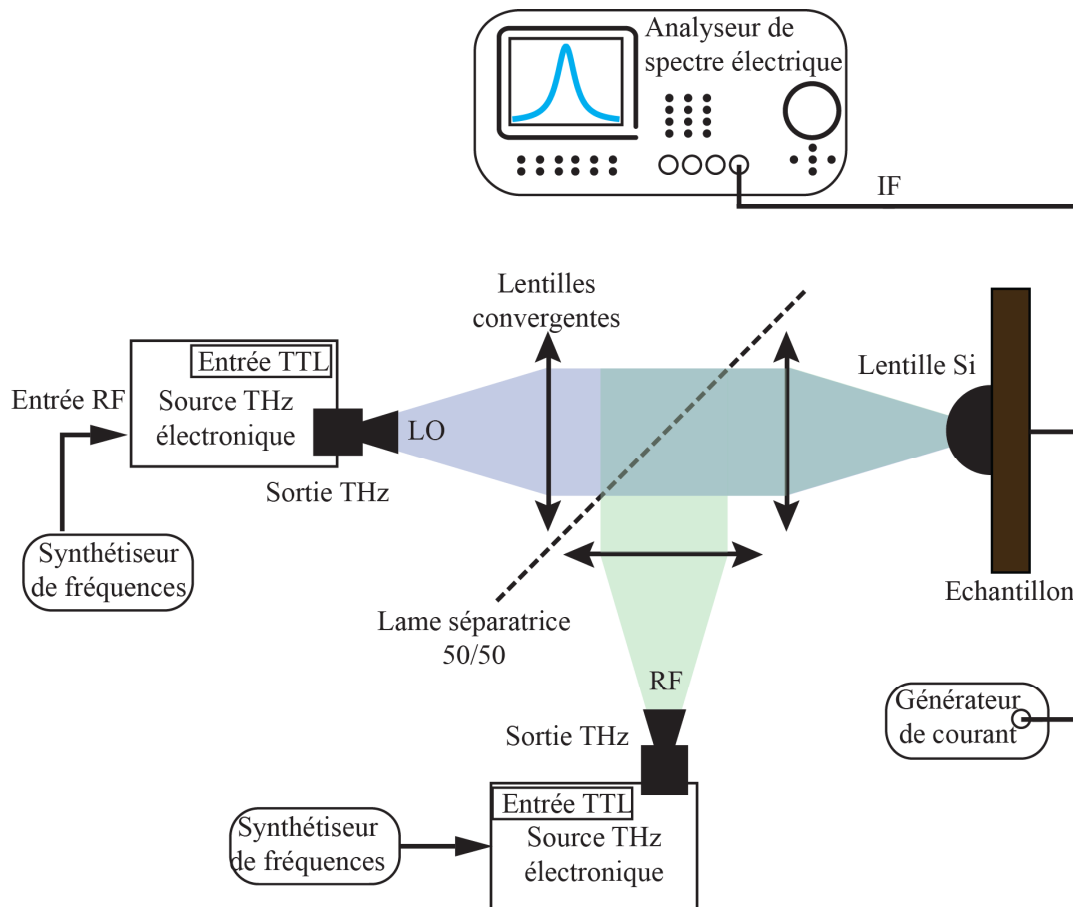 Analyseur de
spectre électrique
IF
Lentilles
convergentes
Entrée TTL
Lentille Si
Entrée RF
Source THz
électronique
LO
Sortie THz
Synthétiseur
de fréquences
Echantillon
Lame séparatrice
50/50
RF
Générateur
de courant
Sortie THz
Entrée TTL
Synthétiseur
de fréquences
Source THz
électronique